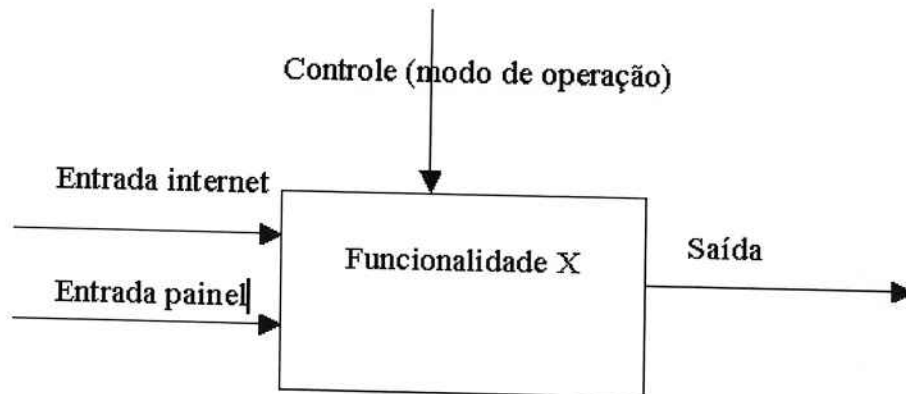 Controle (modo de operação)
Entrada internet
Funcionalidade X
Saída
Entrada painel